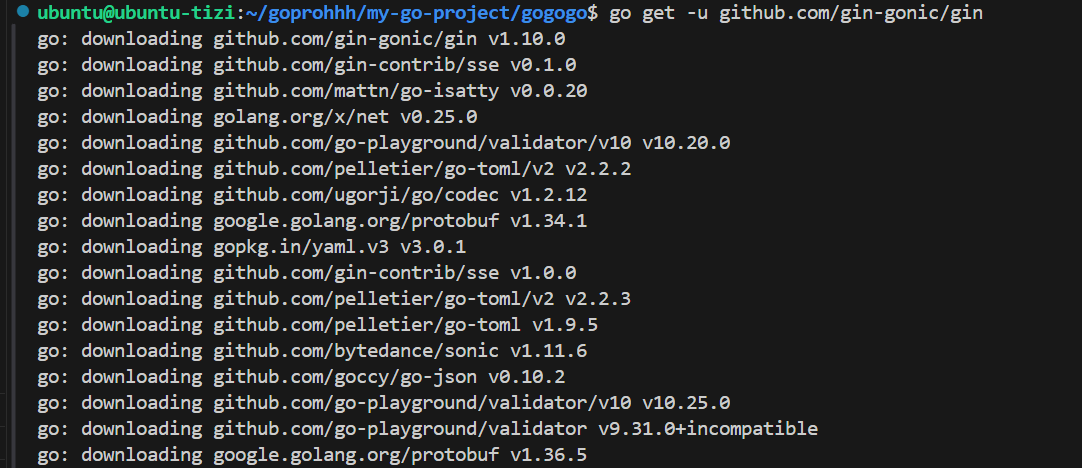 ubuntu@ubuntu-tizi:~/goprohhh/my-go-project/gogogo$ go get -u github.com/gin-gonic/gin
go: downloading github.com/gin-gonic/gin v1.10.0
go: downloading github.com/gin-contrib/sse v0.1.0
go: downloading github.com/mattn/go-isatty v0.0.20
go: downloading golang.org/x/net v0.25.0
go: downloading github.com/go-playground/validator/v10 v10.20.0
go: downloading github.com/pelletier/go-toml/v2 v2.2.2
go: downloading github.com/ugorji/go/codec v1.2.12
go: downloading google.golang.org/protobuf v1.34.1
go: downloading gopkg.in/yaml.v3 v3.0.1
go: downloading github.com/gin-contrib/sse v1.0.0
go: downloading github.com/pelletier/go-toml/v2 v2.2.3
go: downloading github.com/pelletier/go-toml v1.9.5
go: downloading github.com/bytedance/sonic v1.11.6
go: downloading github.com/goccy/go-json v0.10.2
go: downloading github.com/go-playground/validator/v10 v10.25.0
go: downloading github.com/go-playground/validator v9.31.0+incompatible
go: downloading google.golang.org/protobuf v1.36.5